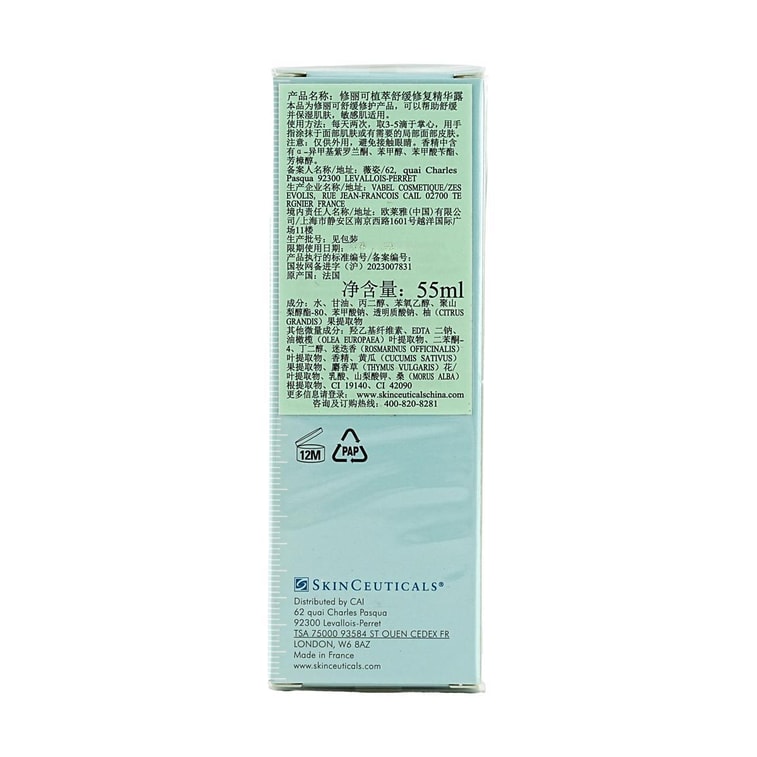 产品名称：修丽可植萃舒缓修复精华露
本品为修丽可舒缓修护产品，可以帮助舒缓
并保湿肌肤，敏感肌适用。
使用方法：每天两次，取3-5滴于掌心，用手
指涂抹于面部肌肤或有需要的局部面部皮肤。
注意：仅供外用，避免接触眼睛。香精中含
有α-异甲基紫罗兰酮、苯甲醇、苯甲酸苄酯、
芳樟醇。
备案人名称/地址：薇姿/62, quai Charles
Pasqua 92300 LEVALLOIS-PERRET
生产企业名称/地址：VABEL COSMETIQUE/ZES
EVOLIS, RUE JEAN-FRANCOIS CAIL 02700 TE
RGNIER FRANCE
境内责任人名称/地址：欧莱雅(中国)有限公
司/上海市静安区南京西路1601号越洋国际广
场11楼
生产批号：见包装
限期使用日期：
产品执行的标准编号/备案编号：
国妆网备进字（沪）2023007831
原产国：法国
净含量：55ml
成分：水、甘油、丙二醇、苯氧乙醇、聚山
梨醇酯-80、苯甲酸钠、透明质酸钠、柚(CITRUS
GRANDIS)果提取物
其他微量成分：羟乙基纤维素、EDTA 二钠、
油橄榄（OLEA EUROPAEA）叶提取物、二苯酮-
4、丁二醇、迷迭香（ROSMARINUS OFFICINALIS）
叶提取物、香精、黄瓜（CUCUMIS SATIVUS）
果提取物、麝香草（THYMUS VULGARIS）花/
叶提取物、乳酸、山梨酸钾、桑（MORUS ALBA）
根提取物、CI 19140、CI 42090
更多信息请登录：www.skinceuticalschina.com
咨询及订购热线：400-820-8281
12M
PAP
SKINCEUTICALS®
Distributed by CAI
62 quai Charles Pasqua
92300 Levallois-Perret
TSA 75000 93584 ST OUEN CEDEX FR
LONDON, W6 8AZ
Made in France
www.skinceuticals.com